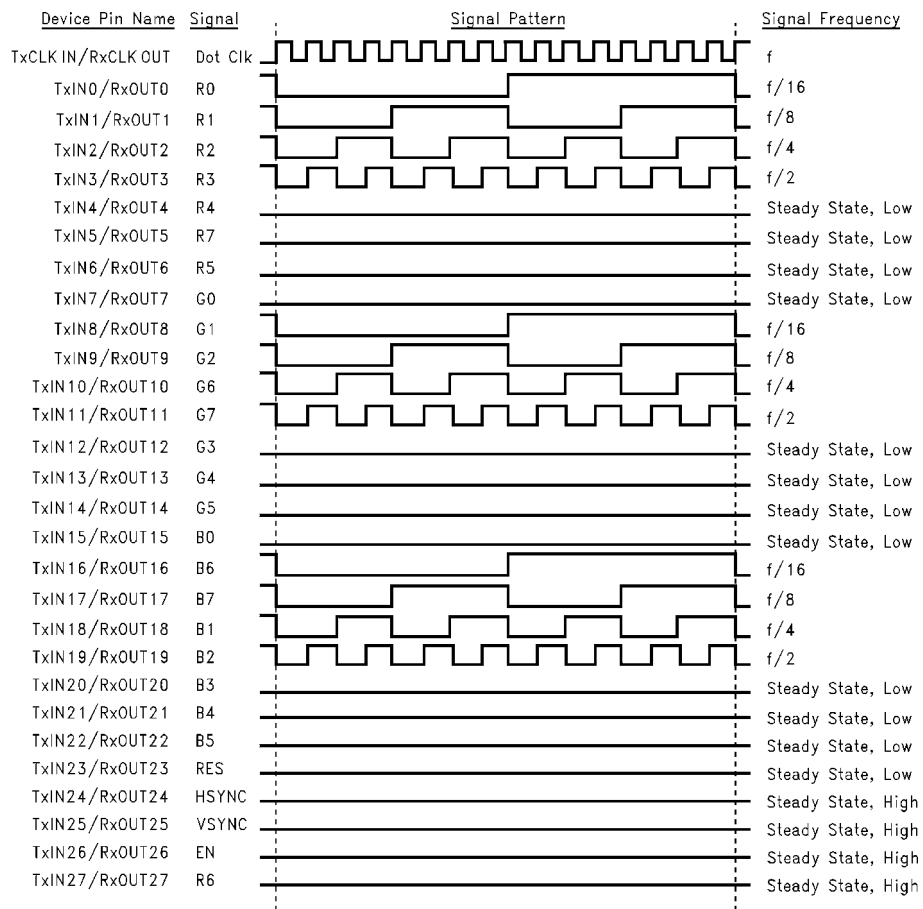 Device Pin Name Signal Signal Pattern Signal Frequency
TxCLK IN/RxCLK OUT Dot Clk f
TxIN0/RxOUT0 R0 f/16
TxIN1/RxOUT1 R1 f/8
TxIN2/RxOUT2 R2 f/4
TxIN3/RxOUT3 R3 f/2
TxIN4/RxOUT4 R4 Steady State, Low
TxIN5/RxOUT5 R7 Steady State, Low
TxIN6/RxOUT6 R5 Steady State, Low
TxIN7/RxOUT7 G0 Steady State, Low
TxIN8/RxOUT8 G1 f/16
TxIN9/RxOUT9 G2 f/8
TxIN10/RxOUT10 G6 f/4
TxIN11/RxOUT11 G7 f/2
TxIN12/RxOUT12 G3 Steady State, Low
TxIN13/RxOUT13 G4 Steady State, Low
TxIN14/RxOUT14 G5 Steady State, Low
TxIN15/RxOUT15 B0 Steady State, Low
TxIN16/RxOUT16 B6 f/16
TxIN17/RxOUT17 B7 f/8
TxIN18/RxOUT18 B1 f/4
TxIN19/RxOUT19 B2 f/2
TxIN20/RxOUT20 B3 Steady State, Low
TxIN21/RxOUT21 B4 Steady State, Low
TxIN22/RxOUT22 B5 Steady State, Low
TxIN23/RxOUT23 RES Steady State, Low
TxIN24/RxOUT24 HSYNC Steady State, High
TxIN25/RxOUT25 VSYNC Steady State, High
TxIN26/RxOUT26 EN Steady State, High
TxIN27/RxOUT27 R6 Steady State, High